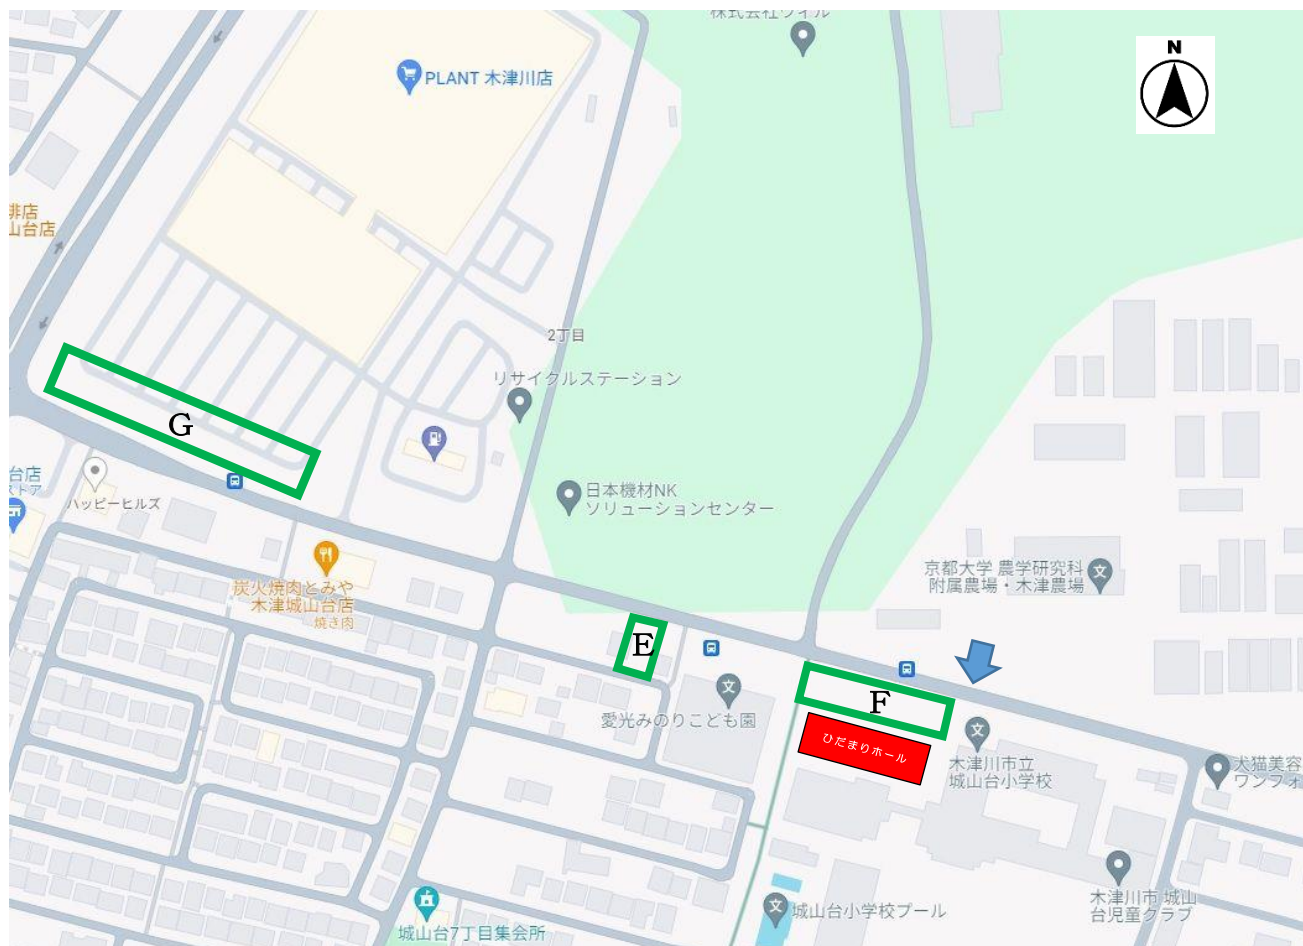 株式会社ウイル
N
PLANT 木津川店
山台店
2丁目
リサイクルステーション
G
台店
ストア
ハッピーヒルズ
日本機材NK
ソリューションセンター
炭火焼肉とみや
木津城山台店
焼き肉
京都大学 農学研究科
附属農場・木津農場
文
E
文
愛光みのりこども園
F
ひだまりホール
文
木津川市立
城山台小学校
犬猫美容
ワンフォ
木津川市 城山
台児童クラブ
文
城山台小学校プール
城山台7丁目集会所